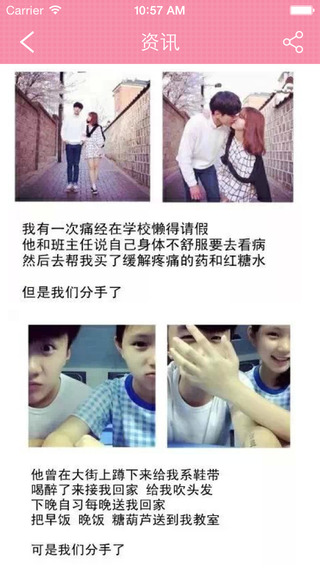 Carrier 10:57 AM
资讯
我有一次痛经在学校懒得请假
他和班主任说自己身体不舒服要去看病
然后去帮我买了缓解疼痛的药和红糖水
但是我们分手了
他曾在大街上蹲下来给我系鞋带
喝醉了来接我回家 给我吹头发
下晚自习每晚送我回家
把早饭 晚饭 糖葫芦送到我教室
可是我们分手了